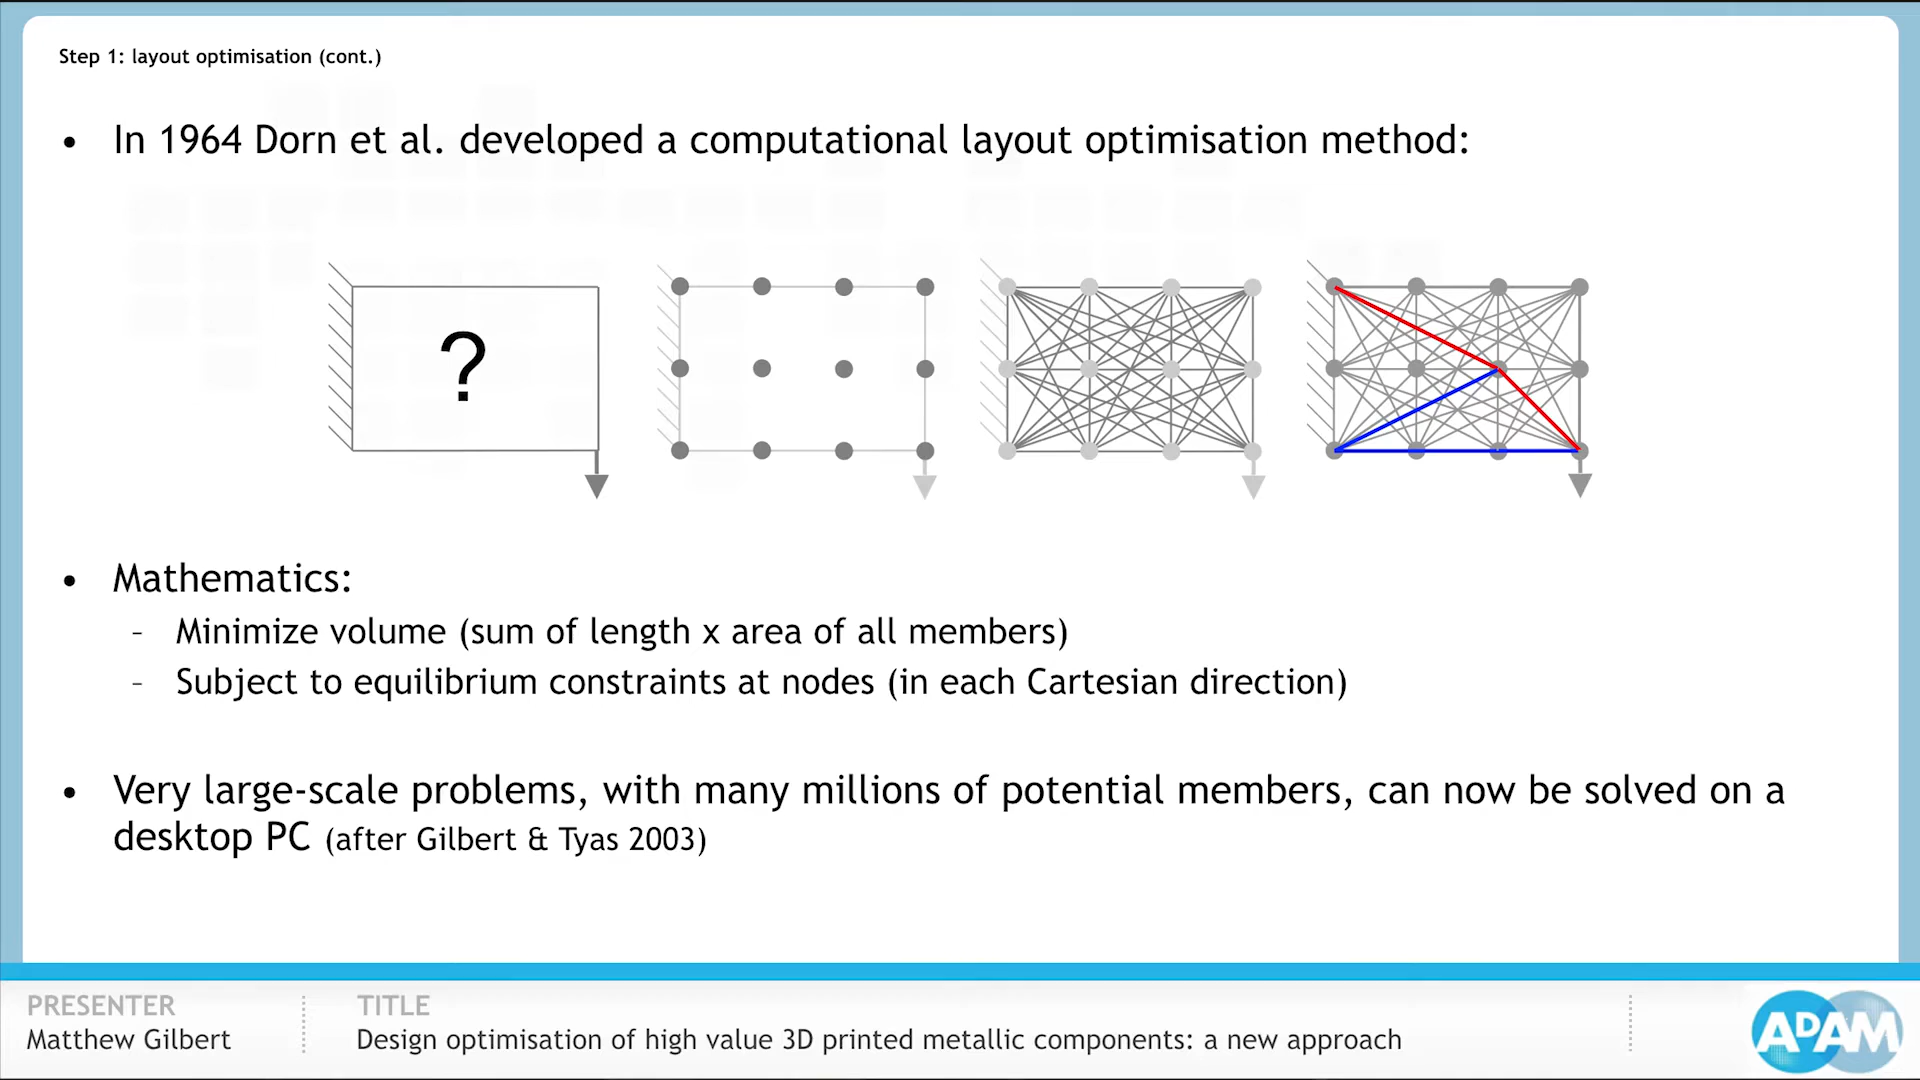 Step 1: layout optimisation (cont.)
• In 1964 Dorn et al. developed a computational layout optimisation method:
?
• Mathematics:
– Minimize volume (sum of length x area of all members)
– Subject to equilibrium constraints at nodes (in each Cartesian direction)
• Very large-scale problems, with many millions of potential members, can now be solved on a
desktop PC (after Gilbert & Tyas 2003)
PRESENTER
Matthew Gilbert
TITLE
Design optimisation of high value 3D printed metallic components: a new approach
ADAM